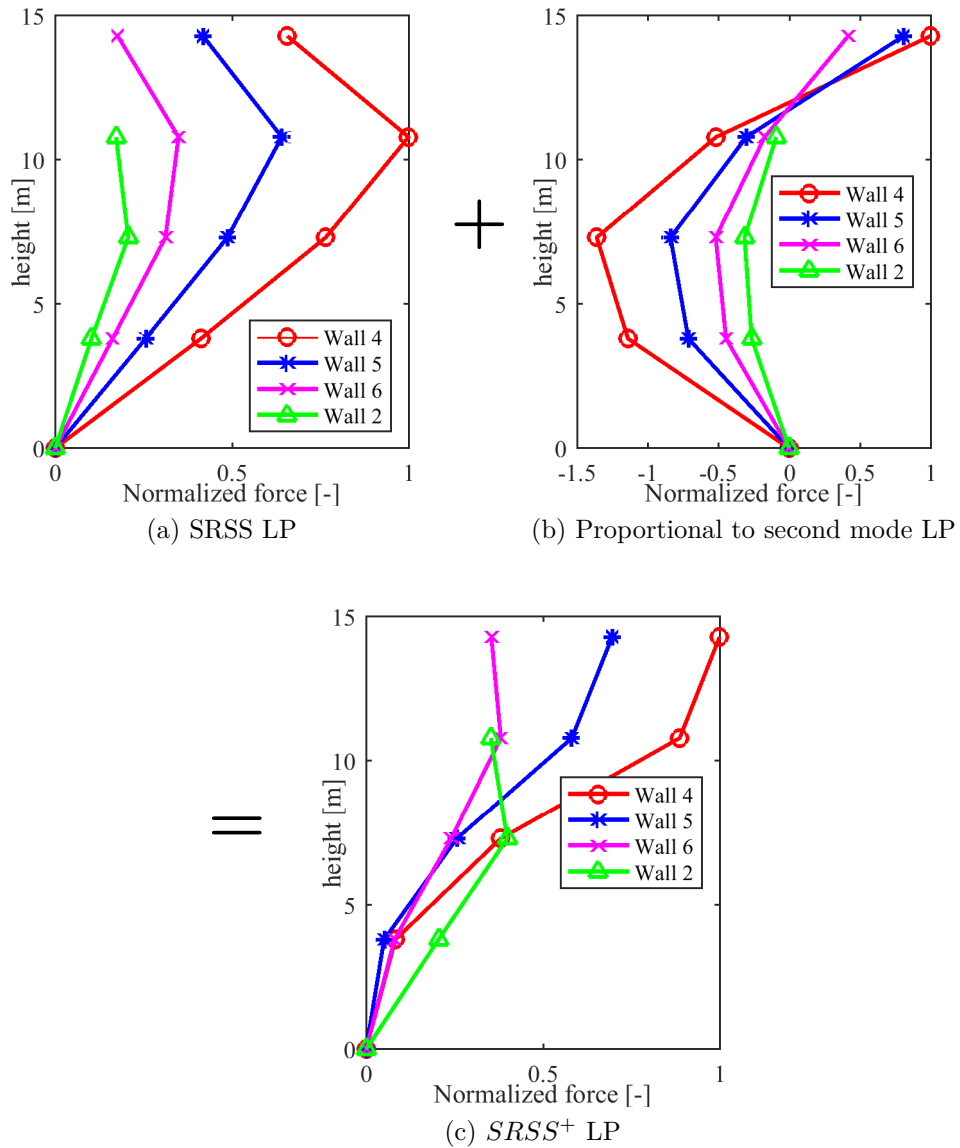 15
15
10
10
5
5
0
0
height [m]
height [m]
Wall 4
Wall 5
Wall 6
Wall 2
Wall 4
Wall 5
Wall 6
Wall 2
0
0.5
1
-1.5
-1
-0.5
0
0.5
1
Normalized force [-]
Normalized force [-]
(a) SRSS LP
(b) Proportional to second mode LP
+
=
15
10
5
0
height [m]
Wall 4
Wall 5
Wall 6
Wall 2
0
0.5
1
Normalized force [-]
(c) SRSS⁺ LP